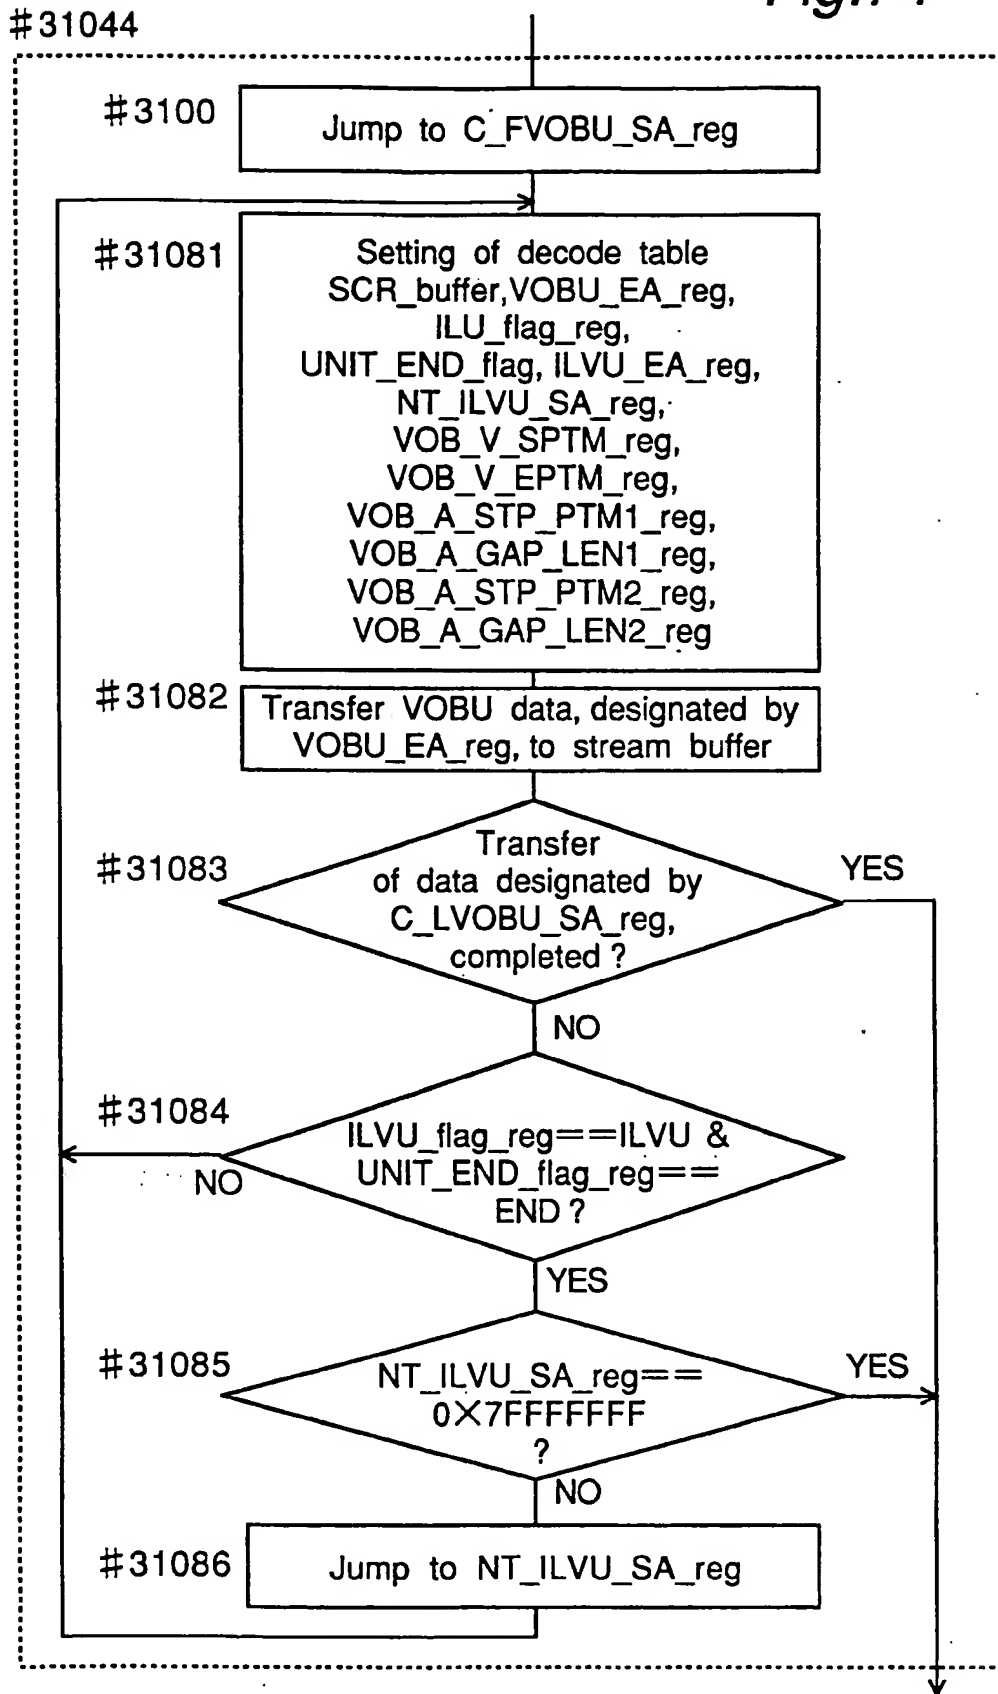 #31044
#3100
Jump to C_FVOBU_SA_reg
#31081
Setting of decode table
SCR_buffer,VOBU_EA_reg,
ILU_flag_reg,
UNIT_END_flag, ILVU_EA_reg,
NT_ILVU_SA_reg,
VOB_V_SPTM_reg,
VOB_V_EPTM_reg,
VOB_A_STP_PTM1_reg,
VOB_A_GAP_LEN1_reg,
VOB_A_STP_PTM2_reg,
VOB_A_GAP_LEN2_reg
#31082
Transfer VOBU data, designated by
VOBU_EA_reg, to stream buffer
#31083
Transfer
of data designated by
C_LVOBU_SA_reg,
completed ?
YES
NO
#31084
ILVU_flag_reg==ILVU &
UNIT_END_flag_reg==
END ?
NO
YES
#31085
NT_ILVU_SA_reg==
0X7FFFFFFF
?
YES
NO
#31086
Jump to NT_ILVU_SA_reg